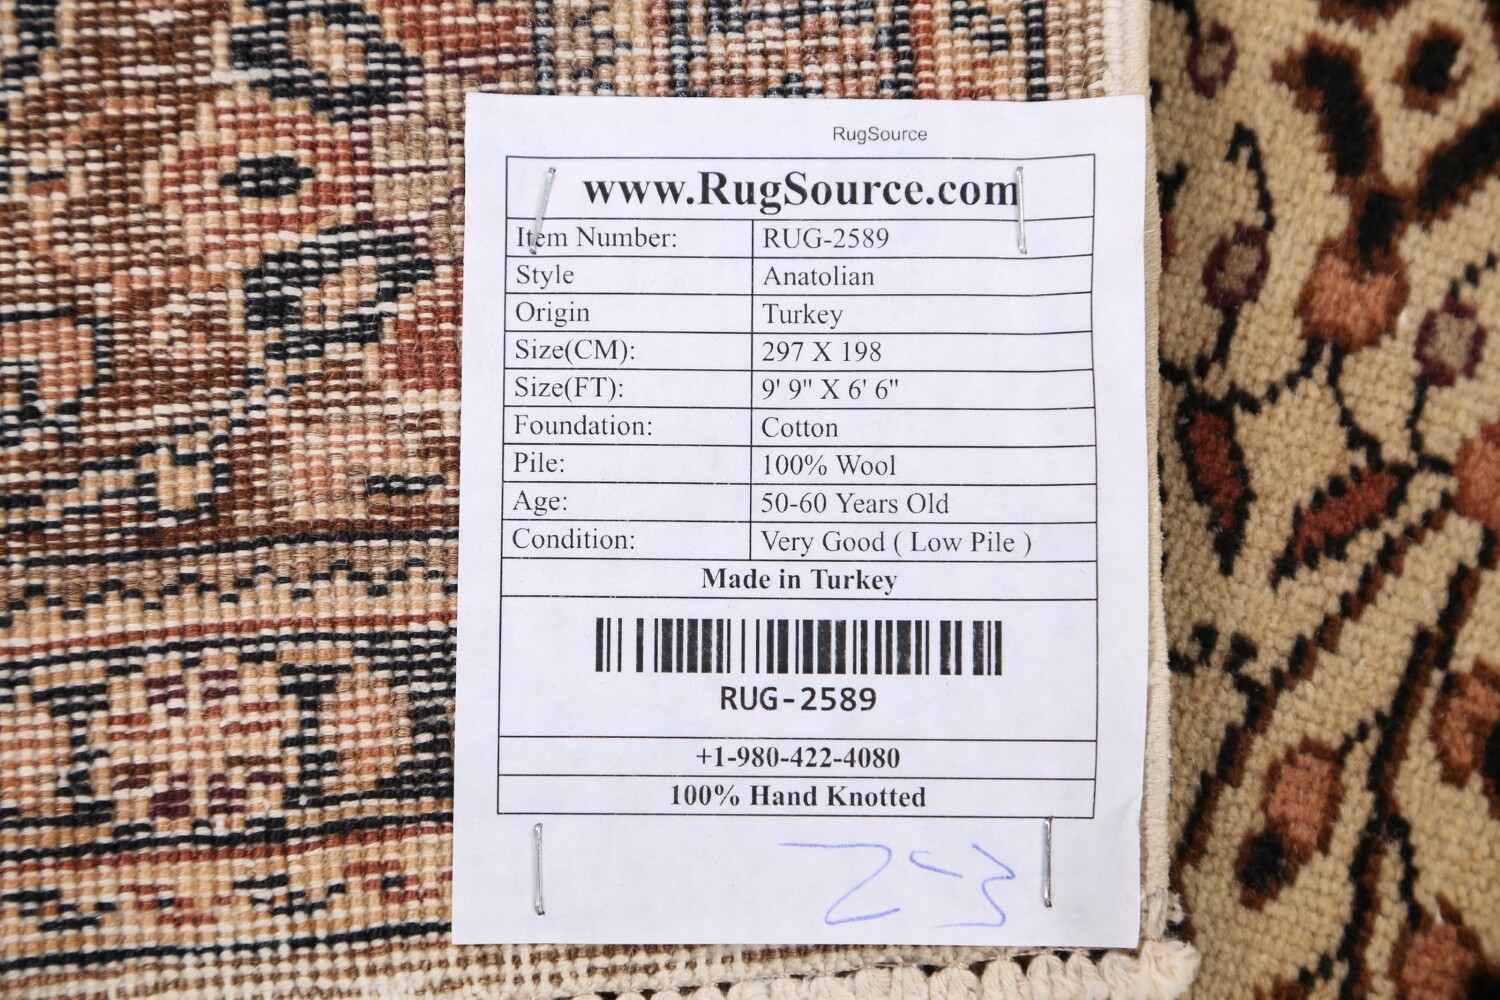 RugSource
www.RugSource.com
Item Number: RUG-2589
Style Anatolian
Origin Turkey
Size(CM): 297 X 198
Size(FT): 9' 9" X 6' 6"
Foundation: Cotton
Pile: 100% Wool
Age: 50-60 Years Old
Condition: Very Good ( Low Pile )
Made in Turkey
RUG-2589
+1-980-422-4080
100% Hand Knotted